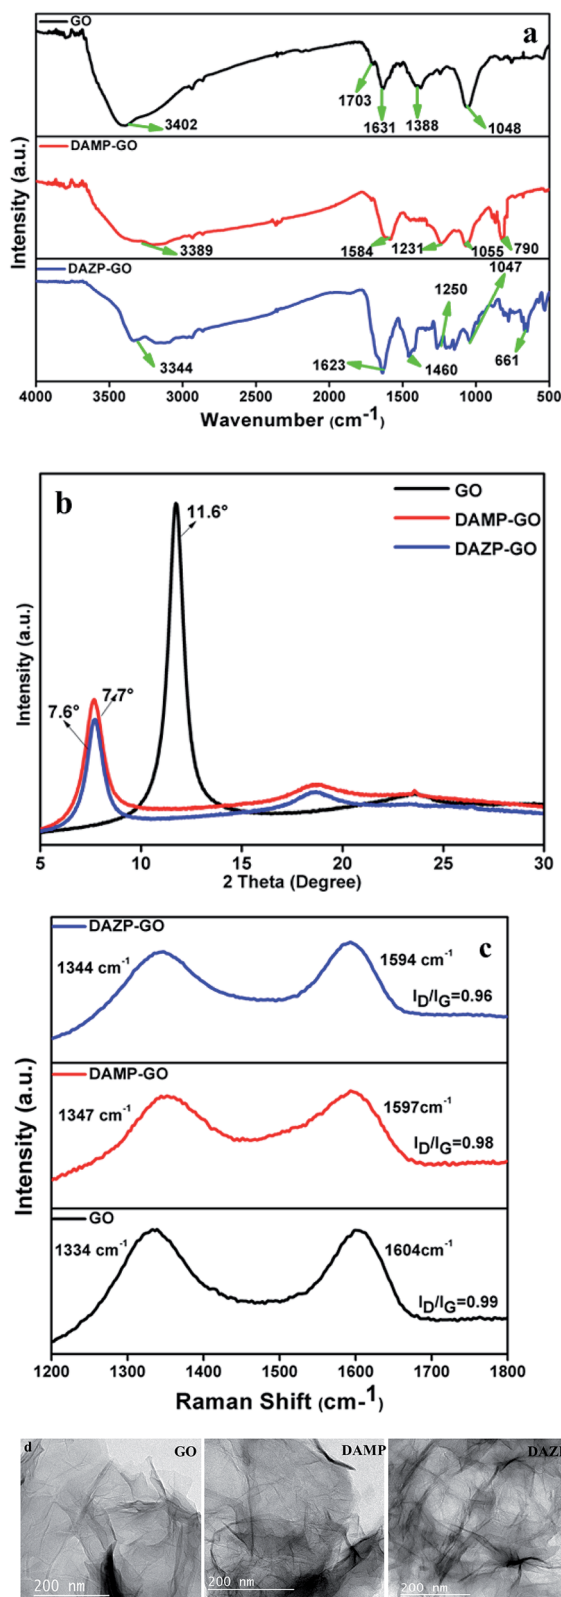 GO
a
3402
1703
1631
1388
1048
DAMP-GO
3389
1584
1231
1055
790
DAZP-GO
3344
1623
1460
1250
1047
661
Intensity (a.u.)
4000 3500 3000 2500 2000 1500 1000 500
Wavenumber (cm-1)
b
11.6°
7.6°
7.7°
GO
DAMP-GO
DAZP-GO
Intensity (a.u.)
5 10 15 20 25 30
2 Theta (Degree)
c
DAZP-GO
1344 cm-1
1594 cm-1
ID/IG=0.96
DAMP-GO
1347 cm-1
1597cm-1
ID/IG=0.98
GO
1334 cm-1
1604cm-1
ID/IG=0.99
Intensity (a.u.)
1200 1300 1400 1500 1600 1700 1800
Raman Shift (cm-1)
d
GO
200 nm
DAMP
200 nm
DAZ
200 nm